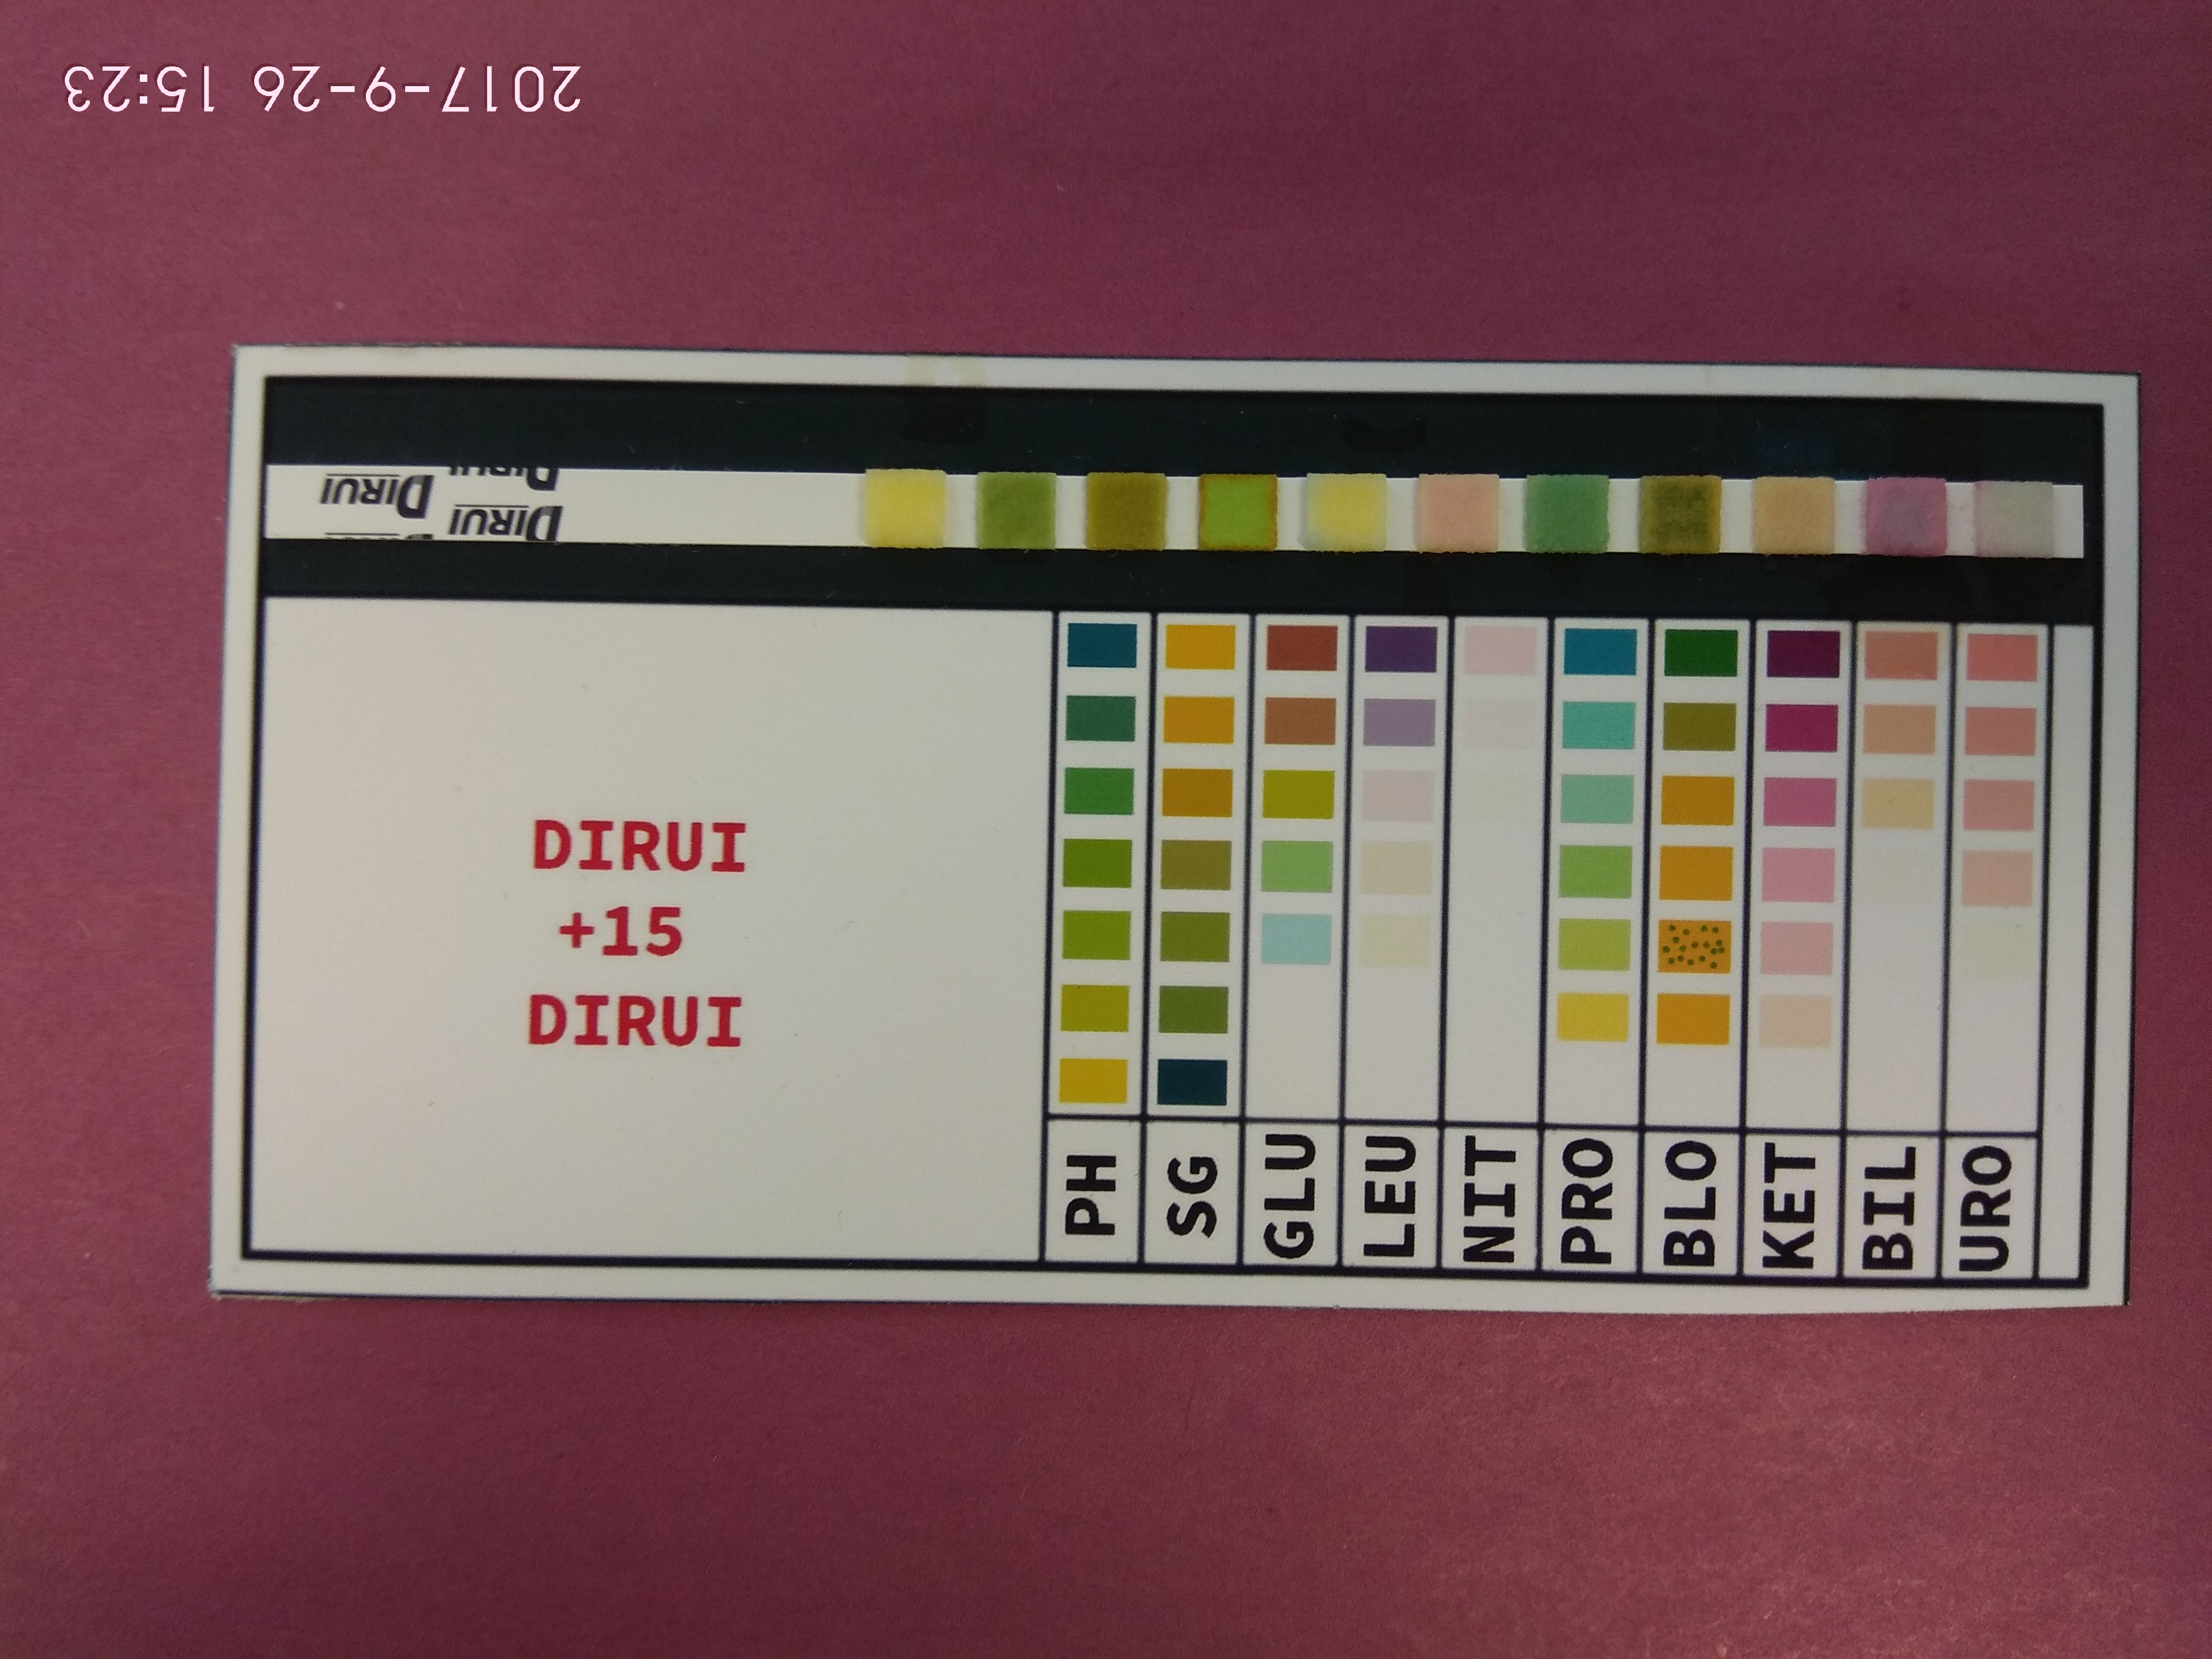 2017-9-26 15:23
DIRUI
DIRUI
DIRUI
DIRUI
+15
DIRUI
PH
SG
GLU
LEU
NIT
PRO
BLO
KET
BIL
URO